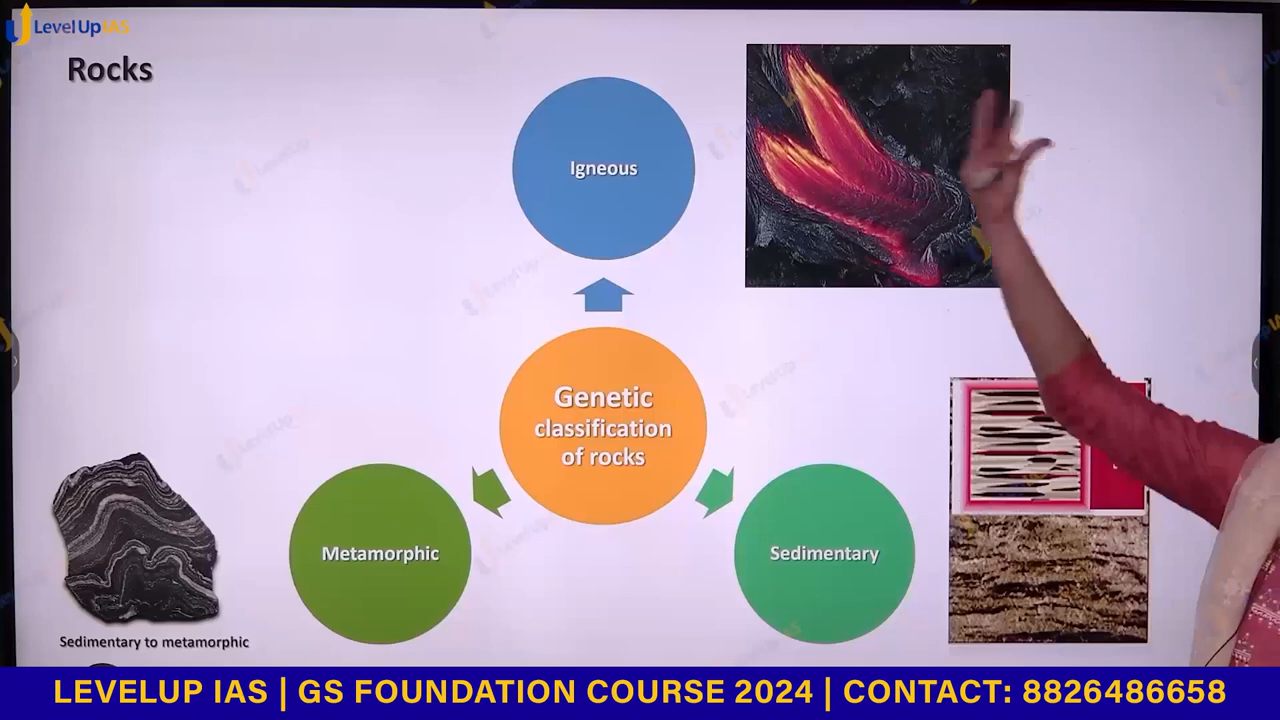 LevelUp IAS
Rocks
Igneous
Genetic
classification
of rocks
Metamorphic
Sedimentary
Sedimentary to metamorphic
LEVELUP IAS | GS FOUNDATION COURSE 2024 | CONTACT: 8826486658